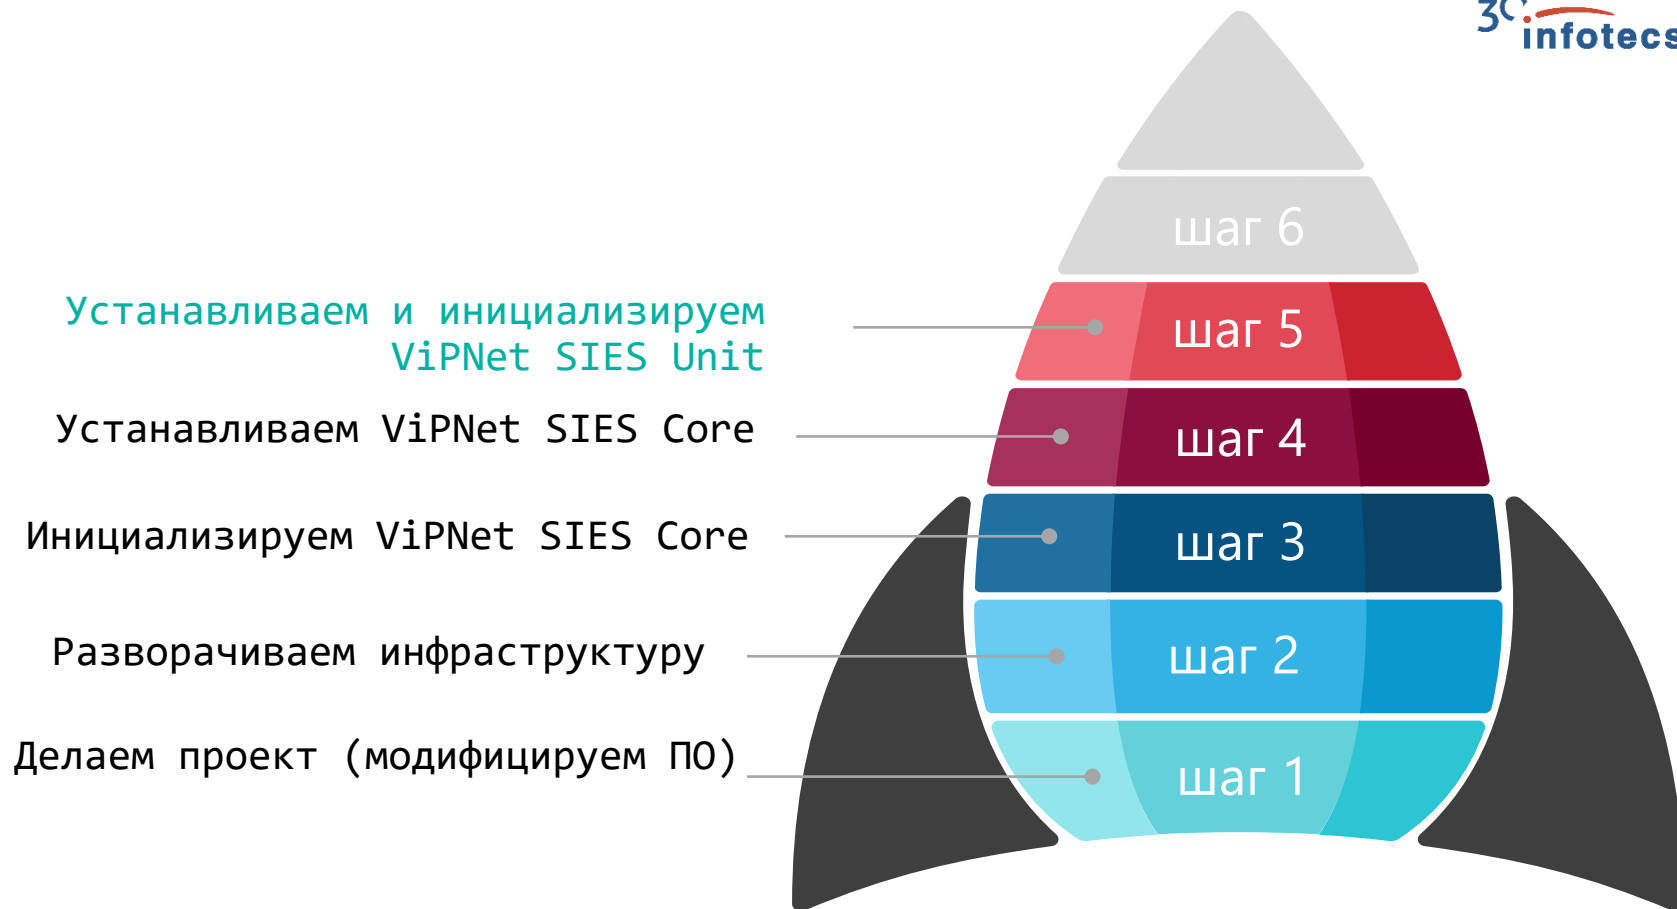 infotecs
шаг 6
Устанавливаем и инициализируем
ViPNet SIES Unit
шаг 5
Устанавливаем ViPNet SIES Core
шаг 4
Инициализируем ViPNet SIES Core
шаг 3
Разворачиваем инфраструктуру
шаг 2
Делаем проект (модифицируем ПО)
шаг 1